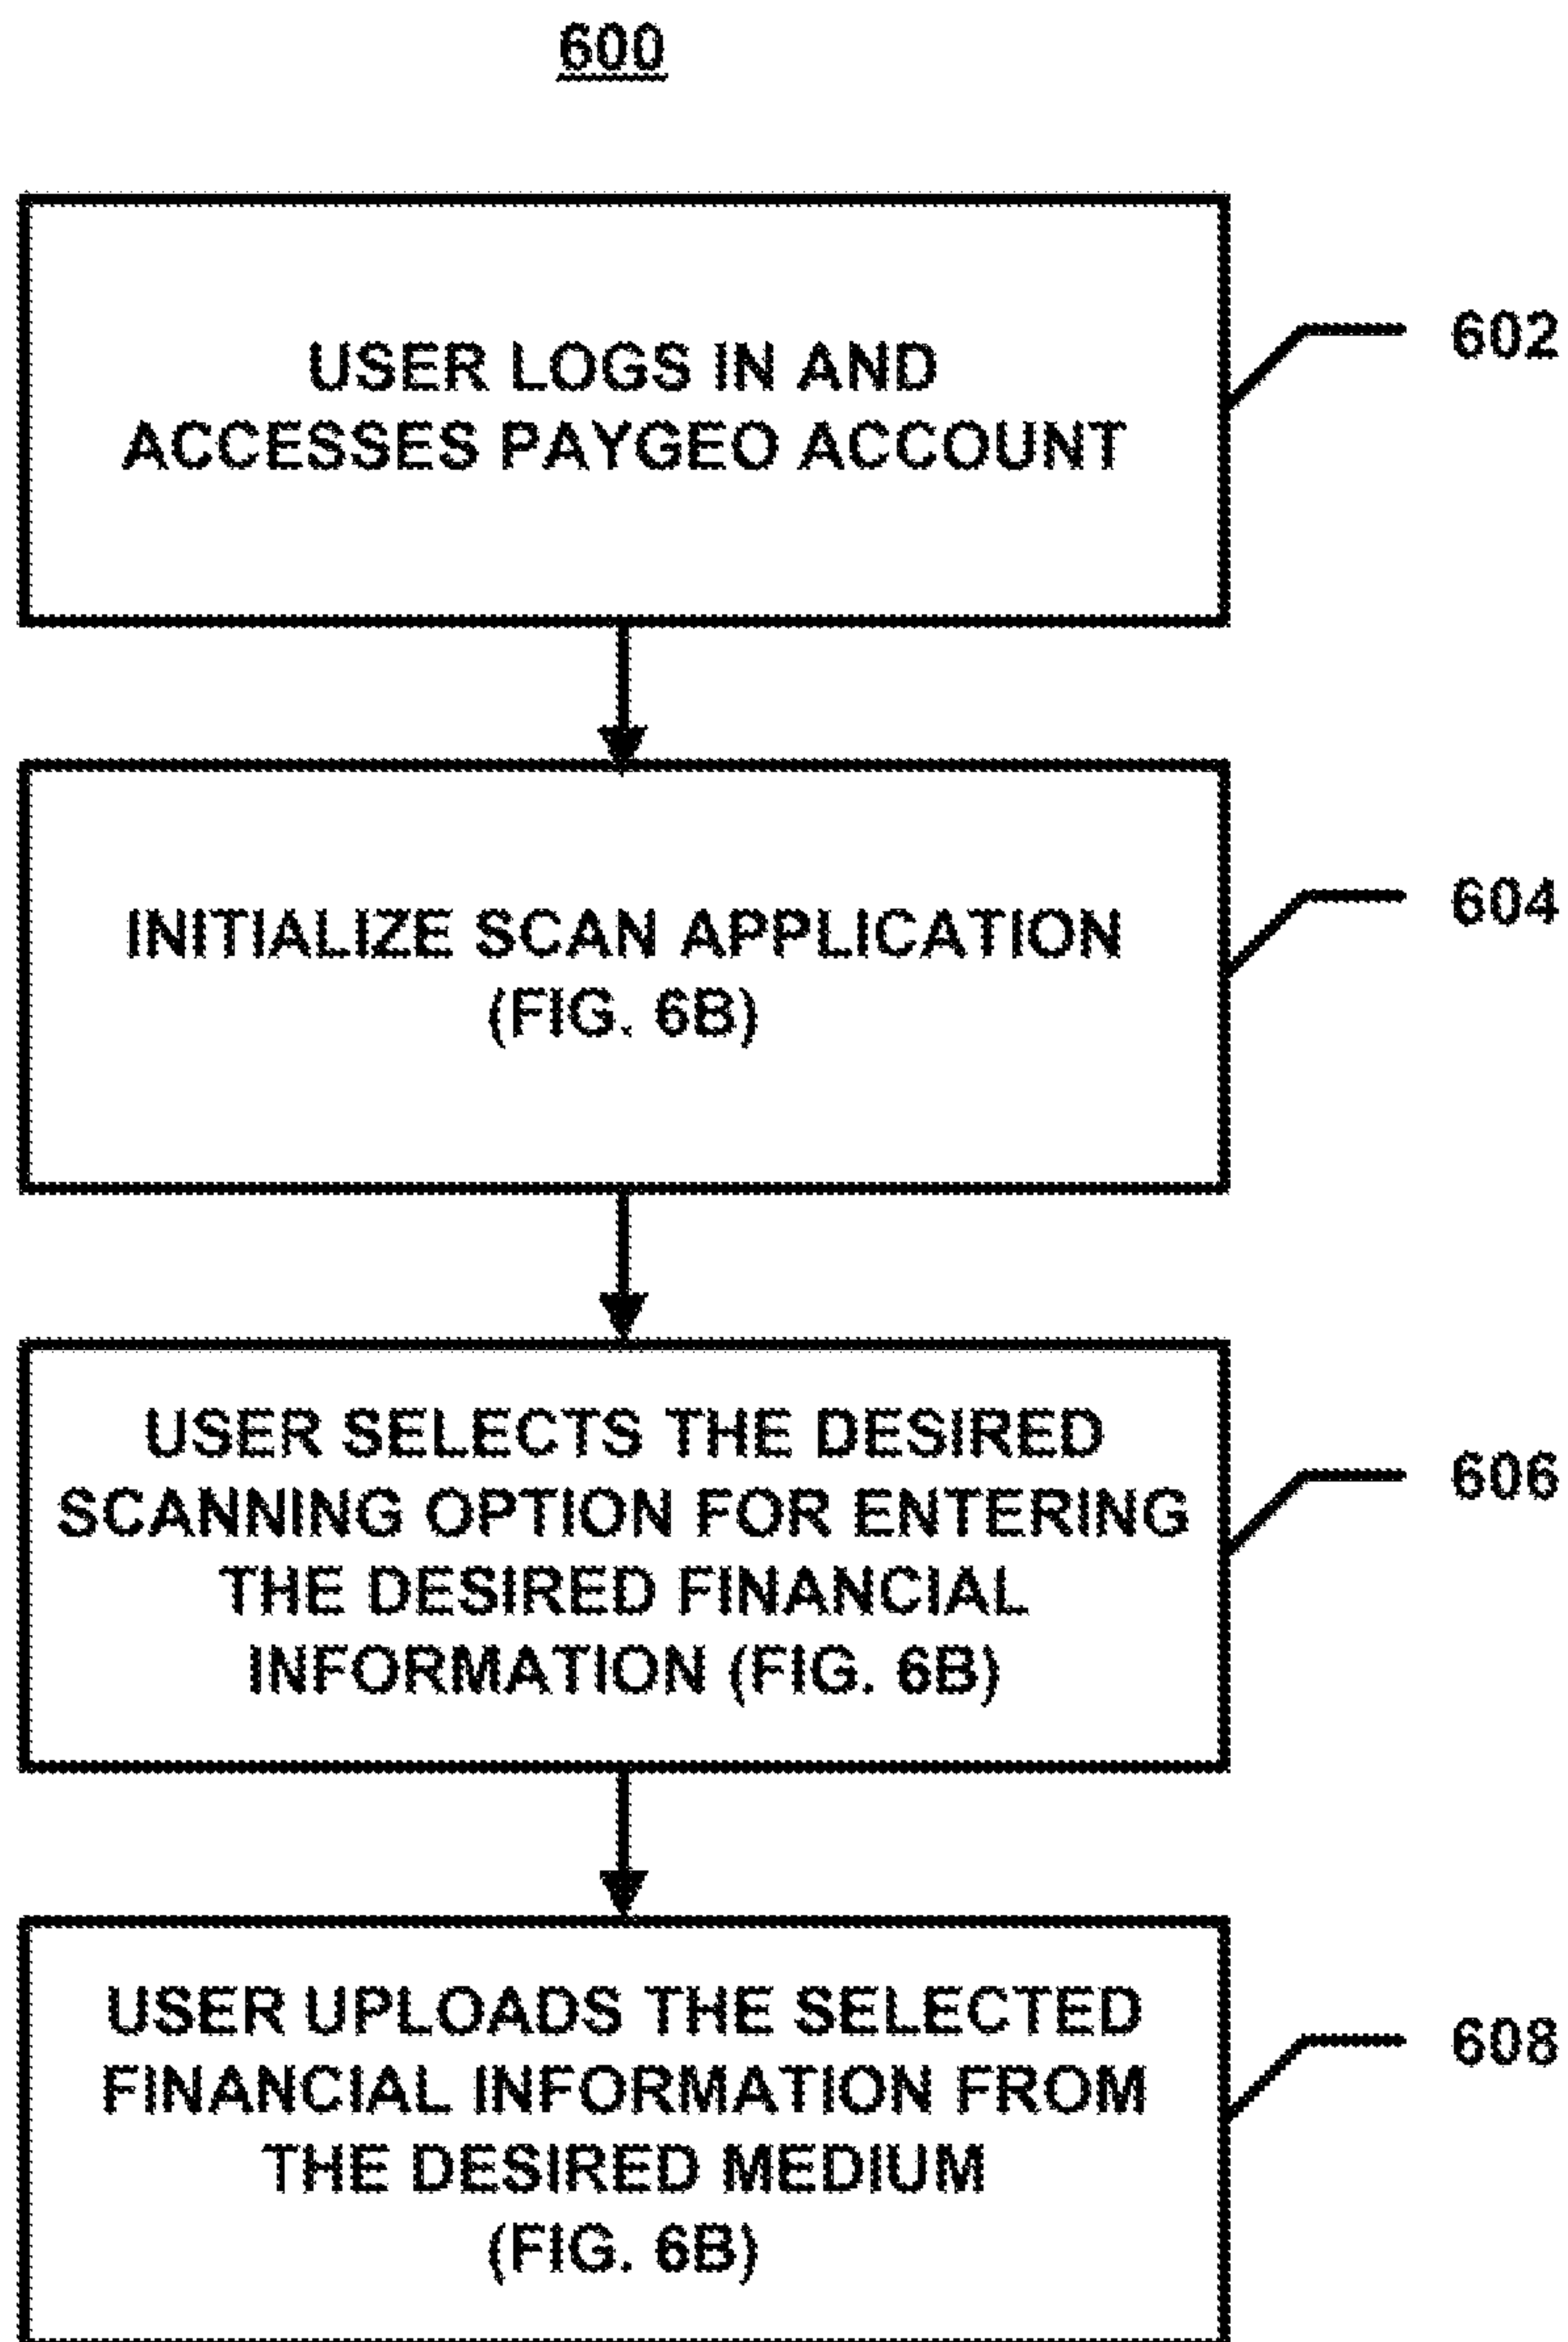 600
USER LOGS IN AND
ACCESSES PAYGEO ACCOUNT
602
INITIALIZE SCAN APPLICATION
(FIG. 6B)
604
USER SELECTS THE DESIRED
SCANNING OPTION FOR ENTERING
THE DESIRED FINANCIAL
INFORMATION (FIG. 6B)
606
USER UPLOADS THE SELECTED
FINANCIAL INFORMATION FROM
THE DESIRED MEDIUM
(FIG. 6B)
608